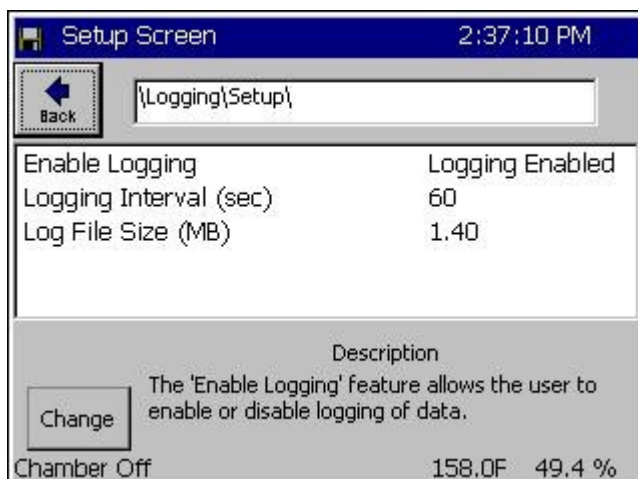 Setup Screen 2:37:10 PM
Back
\Logging\Setup\
Enable Logging Logging Enabled
Logging Interval (sec) 60
Log File Size (MB) 1.40
Description
The 'Enable Logging' feature allows the user to
enable or disable logging of data.
Change
Chamber Off 158.0F 49.4 %